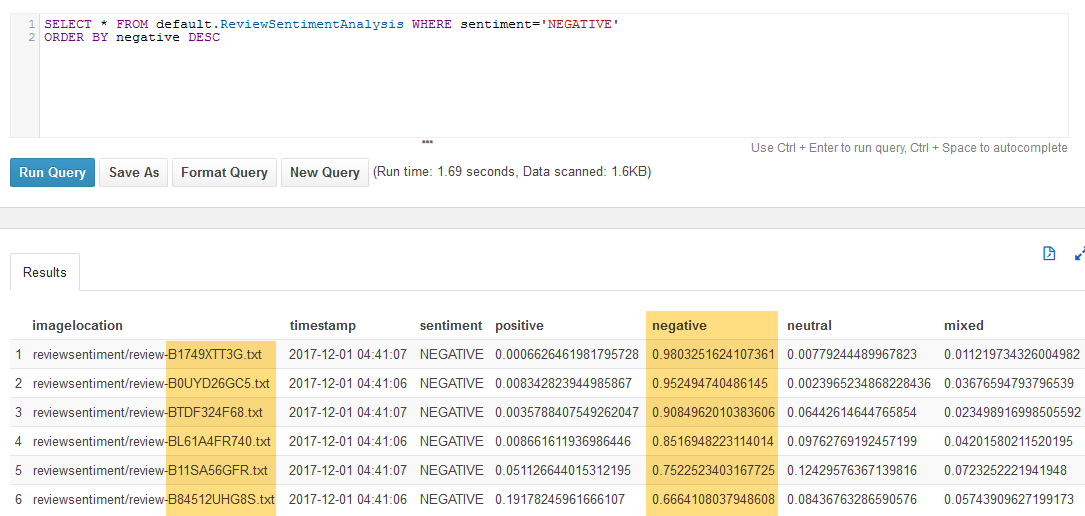 1 SELECT * FROM default.ReviewSentimentAnalysis WHERE sentiment='NEGATIVE'
2 ORDER BY negative DESC
Use Ctrl + Enter to run query, Ctrl + Space to autocomplete
Run Query Save As Format Query New Query (Run time: 1.69 seconds, Data scanned: 1.6KB)
Results
imagelocation timestamp sentiment positive negative neutral mixed
1 reviewsentiment/review-B1749XTT3G.txt 2017-12-01 04:41:07 NEGATIVE 0.0006626461981795728 0.9803251624107361 0.00779244489967823 0.011219734326004982
2 reviewsentiment/review-B0UYD26GC5.txt 2017-12-01 04:41:06 NEGATIVE 0.008342823944985867 0.952494740486145 0.0023965234868228436 0.03676594793796539
3 reviewsentiment/review-BTDF324F68.txt 2017-12-01 04:41:06 NEGATIVE 0.0035788407549262047 0.9084962010383606 0.06442614644765854 0.023498916998505592
4 reviewsentiment/review-BL61A4FR740.txt 2017-12-01 04:41:06 NEGATIVE 0.008661611936986446 0.8516948223114014 0.09762769192457199 0.04201580211520195
5 reviewsentiment/review-B11SA56GFR.txt 2017-12-01 04:41:07 NEGATIVE 0.051126644015312195 0.7522523403167725 0.12429576367139816 0.0723252221941948
6 reviewsentiment/review-B84512UHG8S.txt 2017-12-01 04:41:06 NEGATIVE 0.19178245961666107 0.6664108037948608 0.08436763286590576 0.05743909627199173